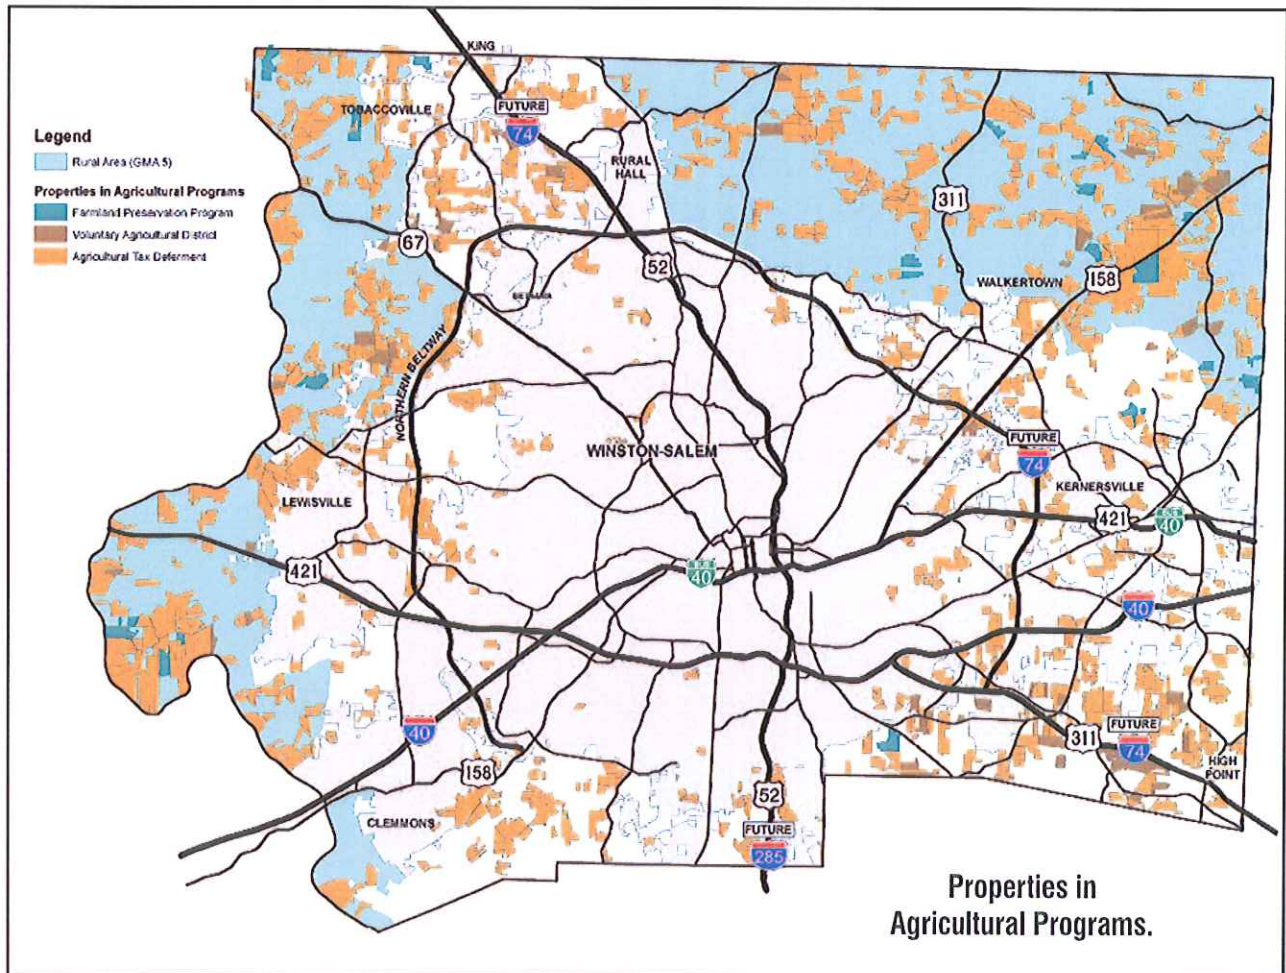 KING
TOBACCOVILLE
FUTURE
74
Legend
Rural Area (GMA 5)
RURAL
HALL
Properties in Agricultural Programs
Farmland Preservation Program
Voluntary Agricultural District
Agricultural Tax Deferment
311
67
52
158
WALKERTOWN
BETHANIA
NORTHERN BELTWAY
WINSTON-SALEM
FUTURE
74
KERNERSVILLE
LEWISVILLE
421
40
421
40
40
40
311
FUTURE
74
HIGH
POINT
158
52
CLEMMONS
FUTURE
285
Properties in
Agricultural Programs.